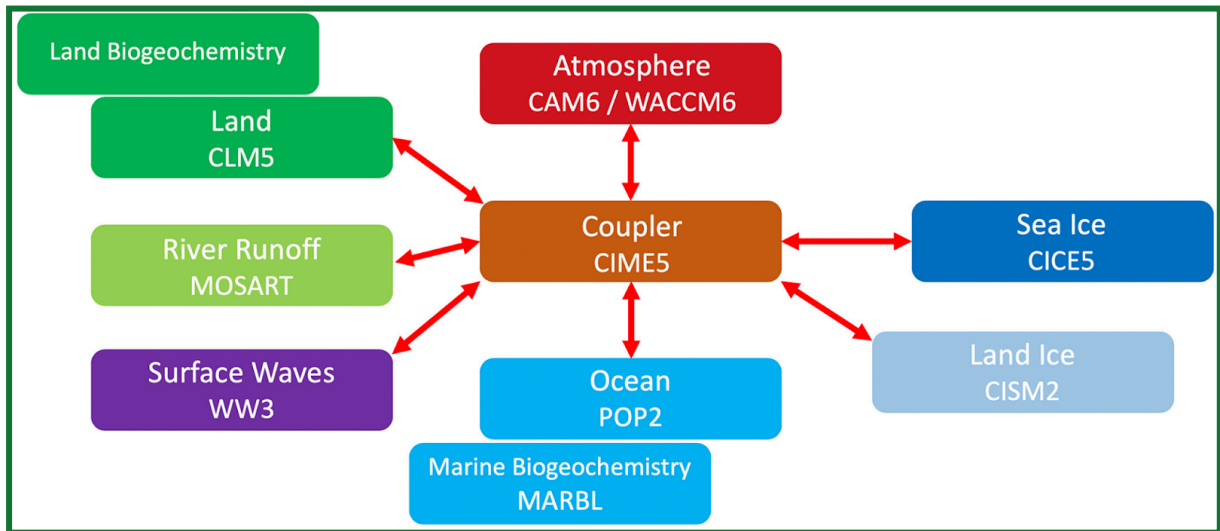 Land Biogeochemistry
Land
CLM5
Atmosphere
CAM6 / WACCM6
River Runoff
MOSART
Coupler
CIME5
Sea Ice
CICE5
Surface Waves
WW3
Ocean
POP2
Land Ice
CISM2
Marine Biogeochemistry
MARBL